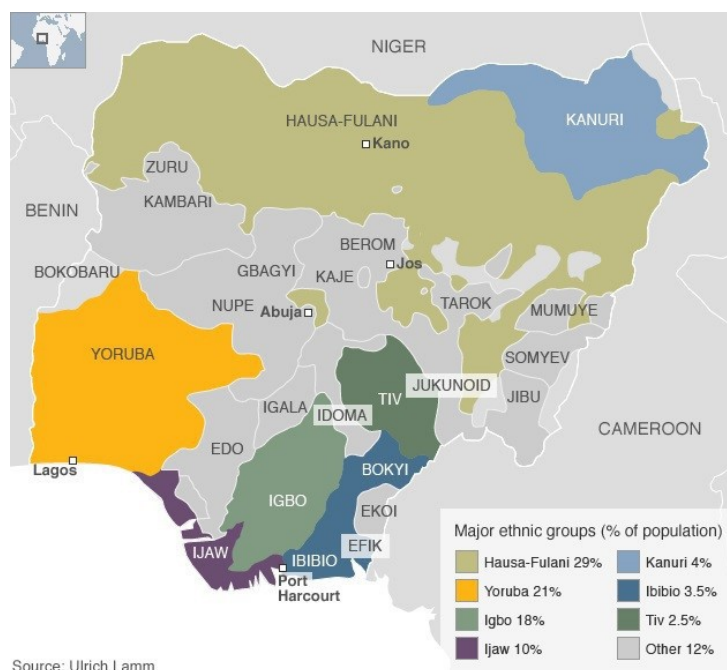 NIGER
HAUSA-FULANI
KANURI
Kano
ZURU
KAMBARI
BENIN
BEROM
BOKOBARU
GBAGYI
KAJE
Jos
NUPE
Abuja
TAROK
MUMUYE
YORUBA
SOMYEV
JUKUNOID
TIV
JIBU
IGALA
IDOMA
CAMEROON
EDO
Lagos
BOKYI
IGBO
EKOI
EFIK
IJAW
IBIBIO
Port
Harcourt
Major ethnic groups (% of population)
Hausa-Fulani 29%
Kanuri 4%
Yoruba 21%
Ibibio 3.5%
Igbo 18%
Tiv 2.5%
Ijaw 10%
Other 12%
Source: Ulrich Lamm